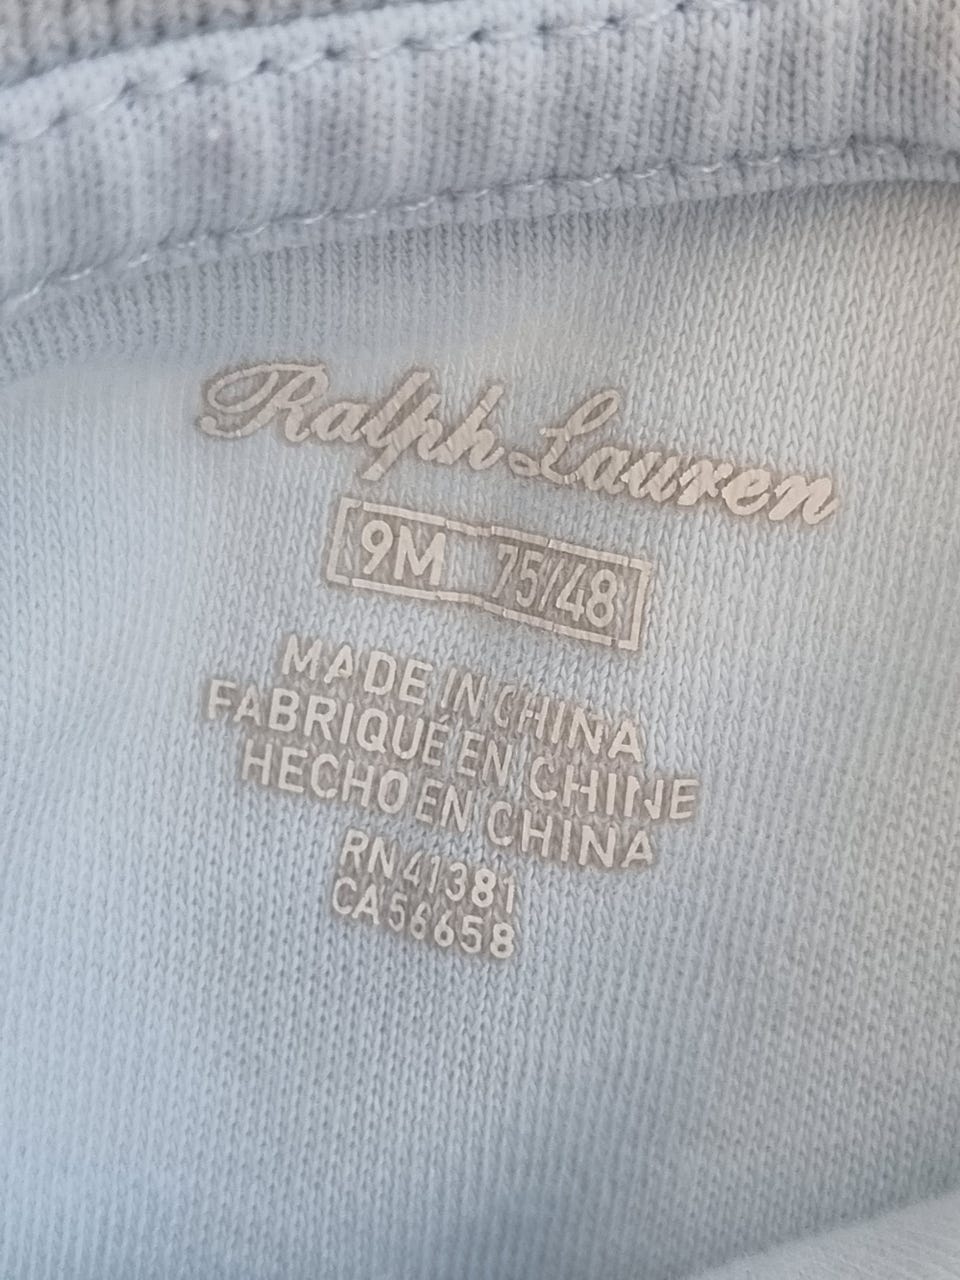 Ralph Lauren
9M 75/48
MADE IN CHINA
FABRIQUÉ EN CHINE
HECHO EN CHINA
RN 41381
CA 56658